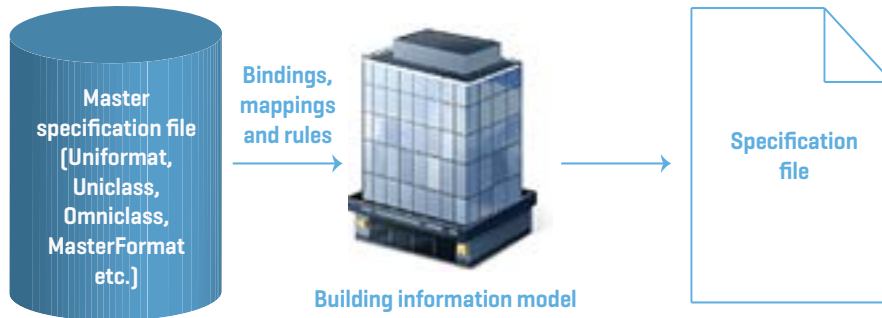 Master
specification file
(Uniformat,
Uniclass,
Omniclass,
MasterFormat
etc.)
Bindings,
mappings
and rules
Building information model
Specification
file